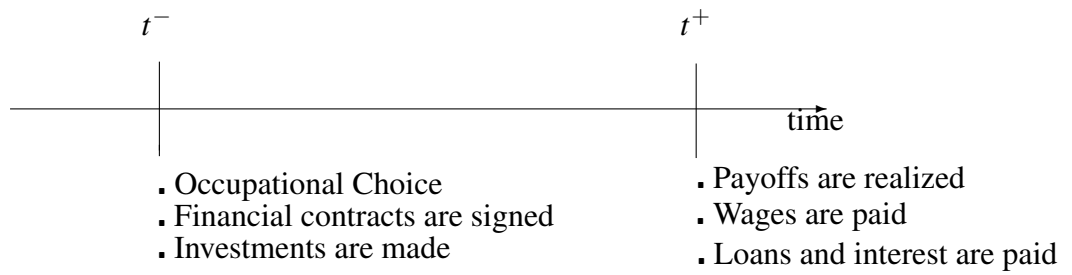 t⁻
t⁺
time
▪ Occupational Choice
▪ Financial contracts are signed
▪ Investments are made
▪ Payoffs are realized
▪ Wages are paid
▪ Loans and interest are paid